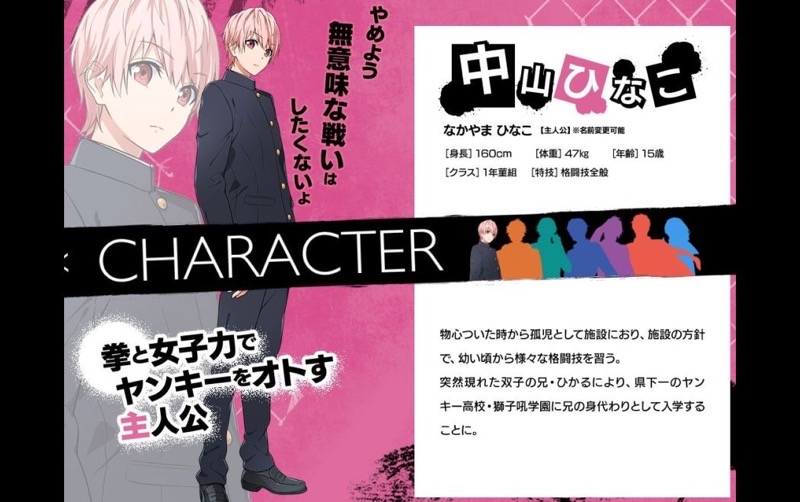 やめよう
無意味な戦いは
したくないよ
中山ひなこ
なかやま ひなこ 【主人公】※名前変更可能
[身長] 160cm [体重] 47kg [年齢] 15歳
[クラス] 1年菫組 [特技] 格闘技全般
CHARACTER
拳と女子力で
ヤンキーをオトす
主人公
物心ついた時から孤児として施設におり、施設の方針
で、幼い頃から様々な格闘技を習う。
突然現れた双子の兄・ひかるにより、県下一のヤン
キー高校・獅子吼学園に兄の身代わりとして入学する
ことに。